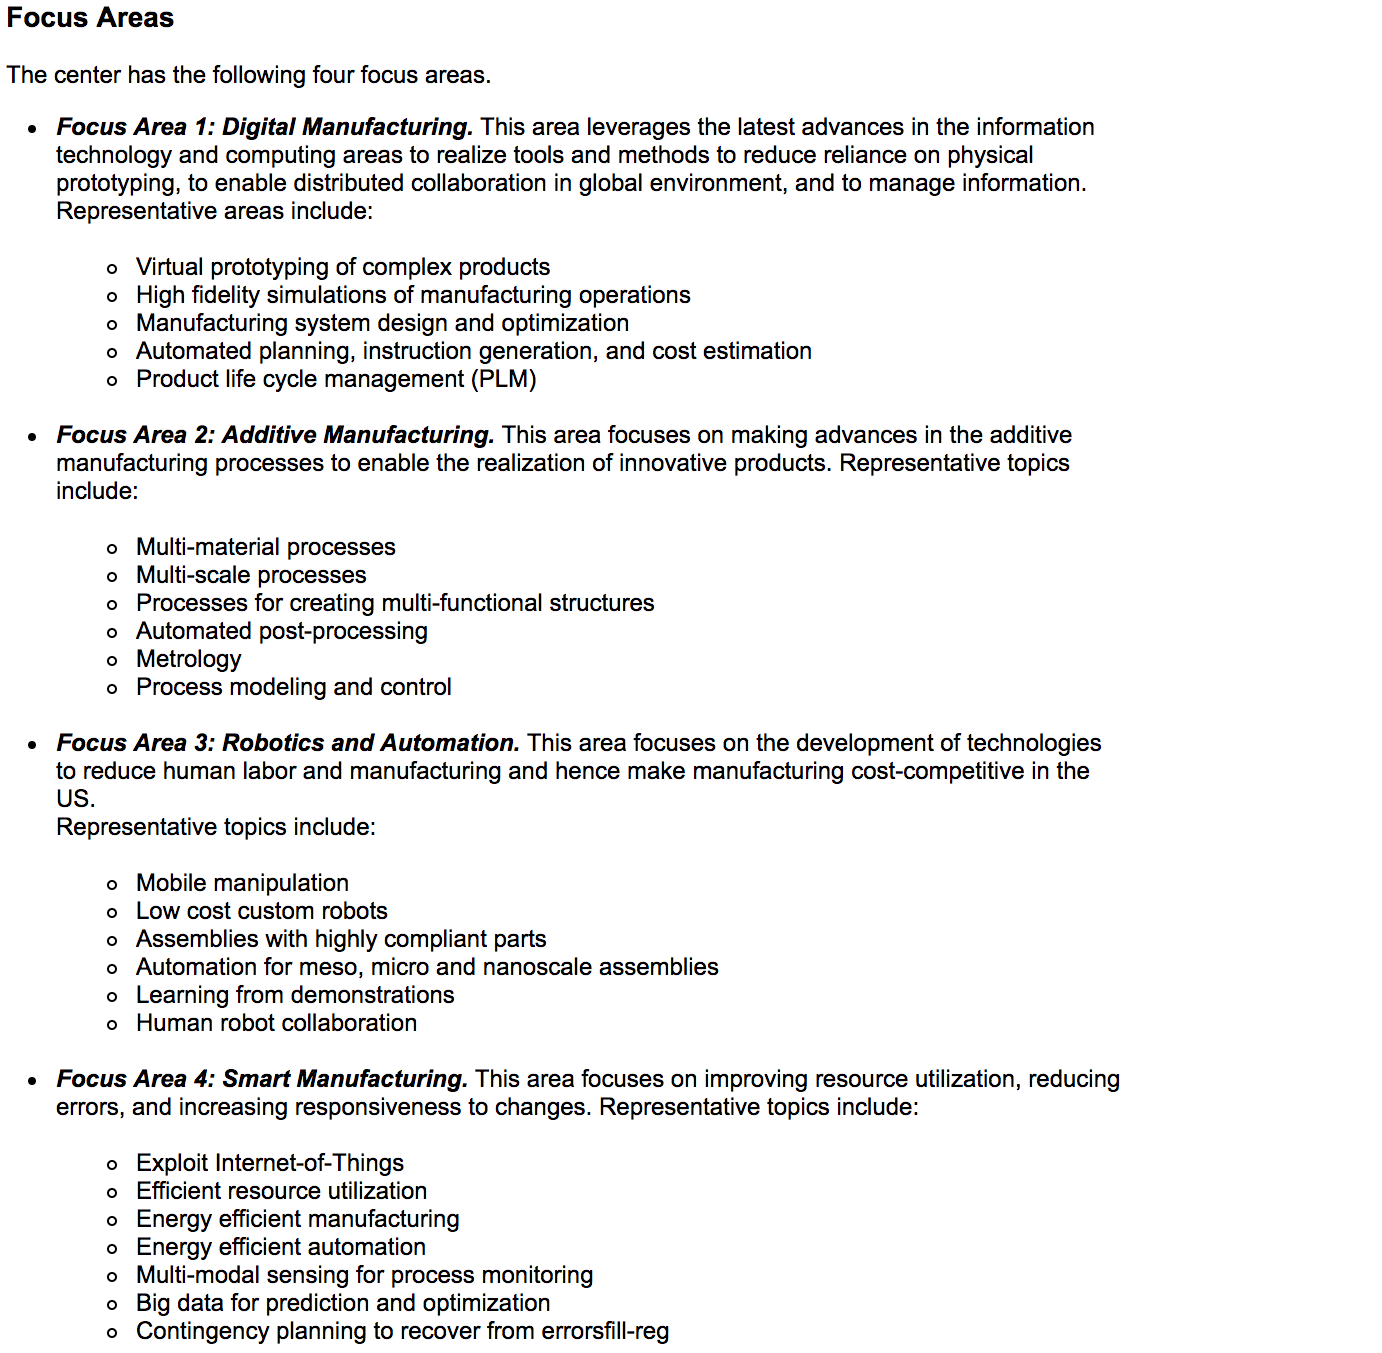 Focus Areas
The center has the following four focus areas.
Focus Area 1: Digital Manufacturing. This area leverages the latest advances in the information
technology and computing areas to realize tools and methods to reduce reliance on physical
prototyping, to enable distributed collaboration in global environment, and to manage information.
Representative areas include:
Virtual prototyping of complex products
High fidelity simulations of manufacturing operations
Manufacturing system design and optimization
Automated planning, instruction generation, and cost estimation
Product life cycle management (PLM)
Focus Area 2: Additive Manufacturing. This area focuses on making advances in the additive
manufacturing processes to enable the realization of innovative products. Representative topics
include:
Multi-material processes
Multi-scale processes
Processes for creating multi-functional structures
Automated post-processing
Metrology
Process modeling and control
Focus Area 3: Robotics and Automation. This area focuses on the development of technologies
to reduce human labor and manufacturing and hence make manufacturing cost-competitive in the
US.
Representative topics include:
Mobile manipulation
Low cost custom robots
Assemblies with highly compliant parts
Automation for meso, micro and nanoscale assemblies
Learning from demonstrations
Human robot collaboration
Focus Area 4: Smart Manufacturing. This area focuses on improving resource utilization, reducing
errors, and increasing responsiveness to changes. Representative topics include:
Exploit Internet-of-Things
Efficient resource utilization
Energy efficient manufacturing
Energy efficient automation
Multi-modal sensing for process monitoring
Big data for prediction and optimization
Contingency planning to recover from errorsfill-reg